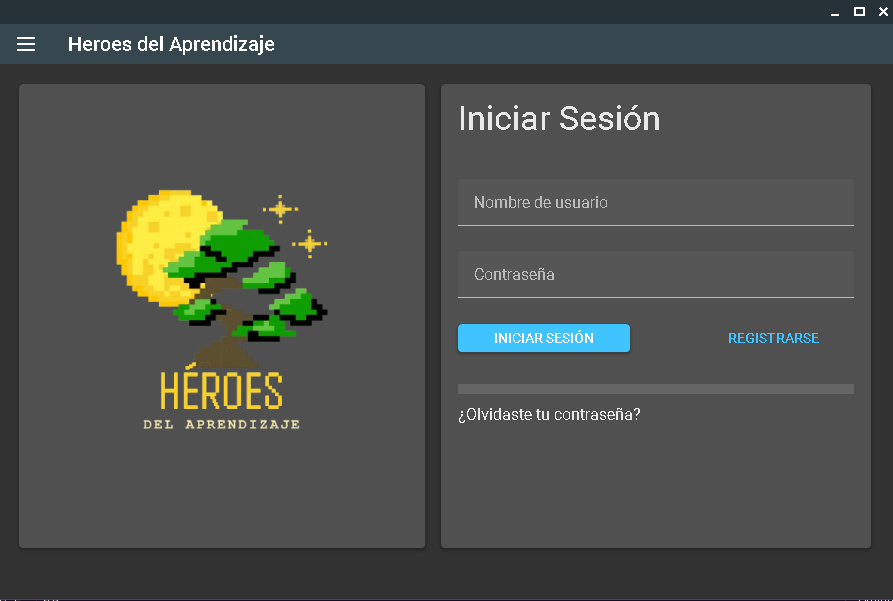 Heroes del Aprendizaje
HÉROES
DEL APRENDIZAJE
Iniciar Sesión
Nombre de usuario
Contraseña
INICIAR SESIÓN
REGISTRARSE
¿Olvidaste tu contraseña?